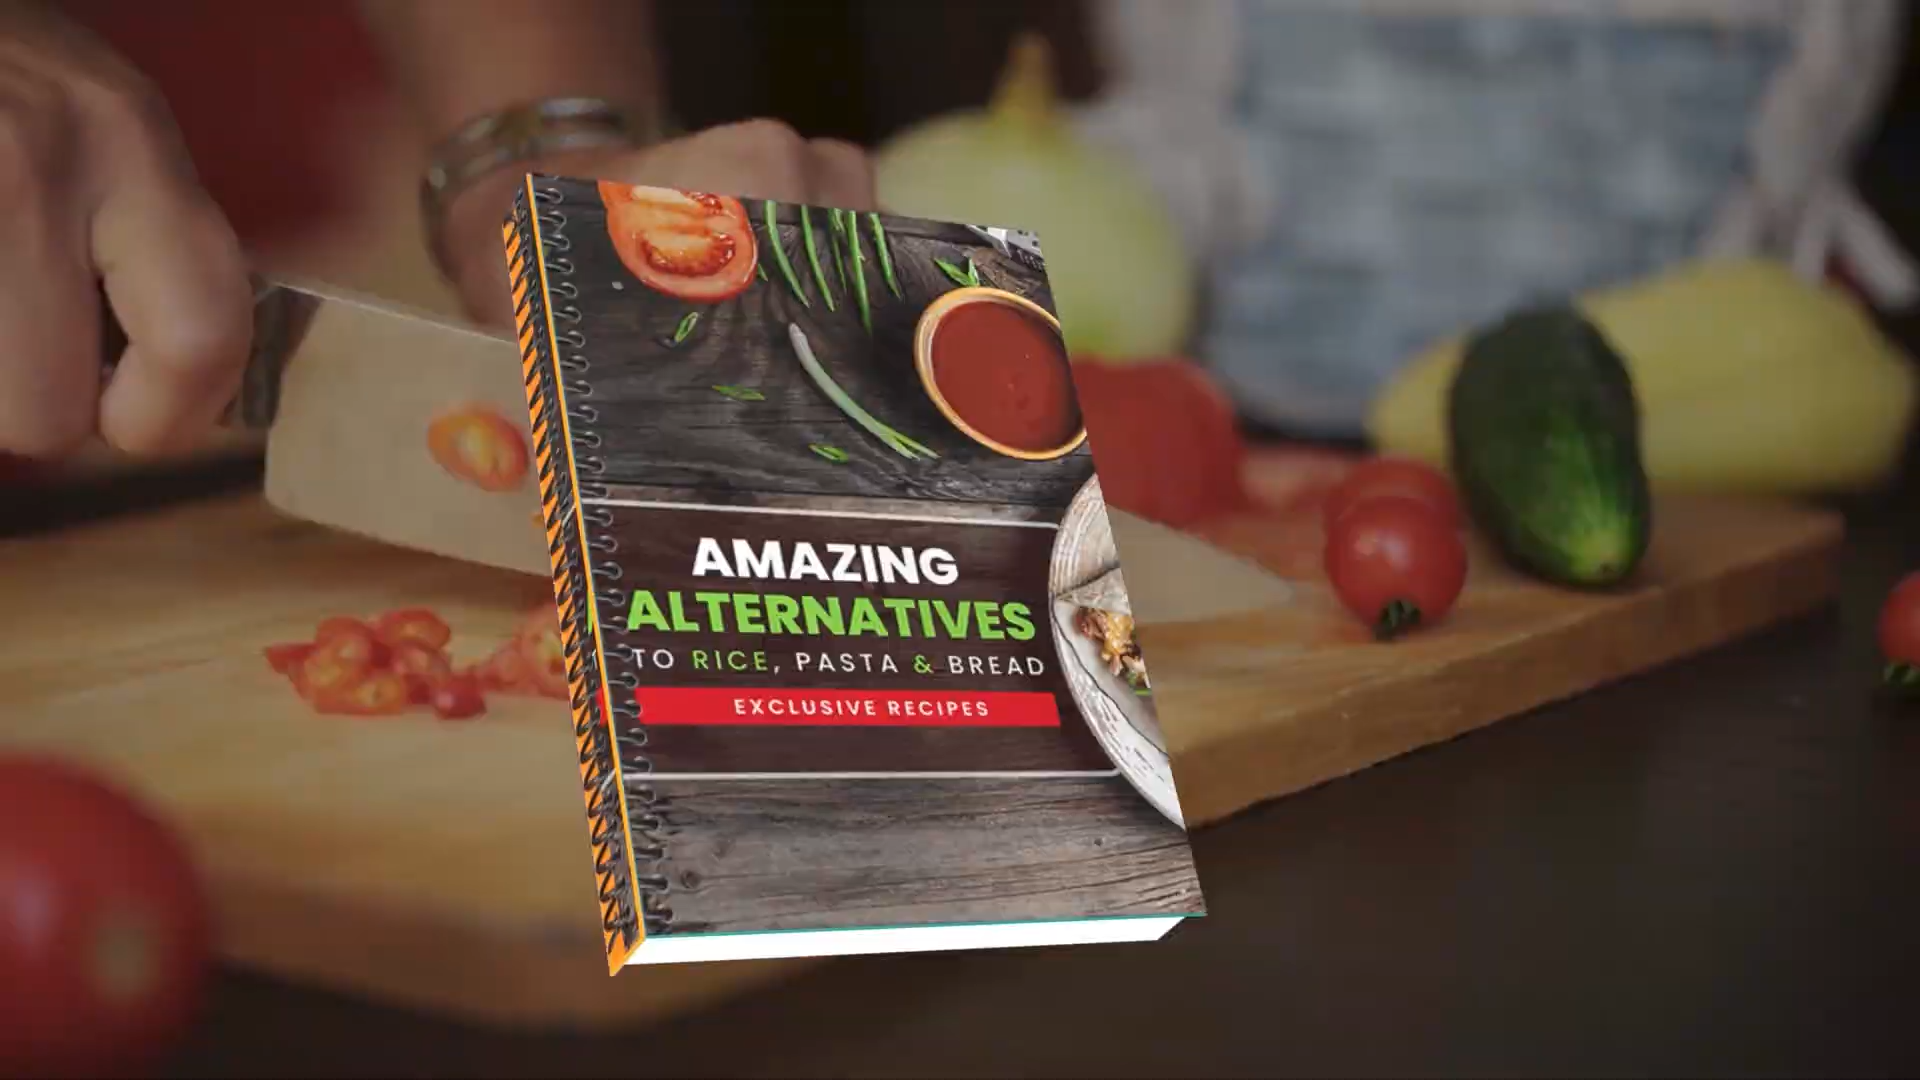 AMAZING
ALTERNATIVES
TO RICE, PASTA & BREAD
EXCLUSIVE RECIPES